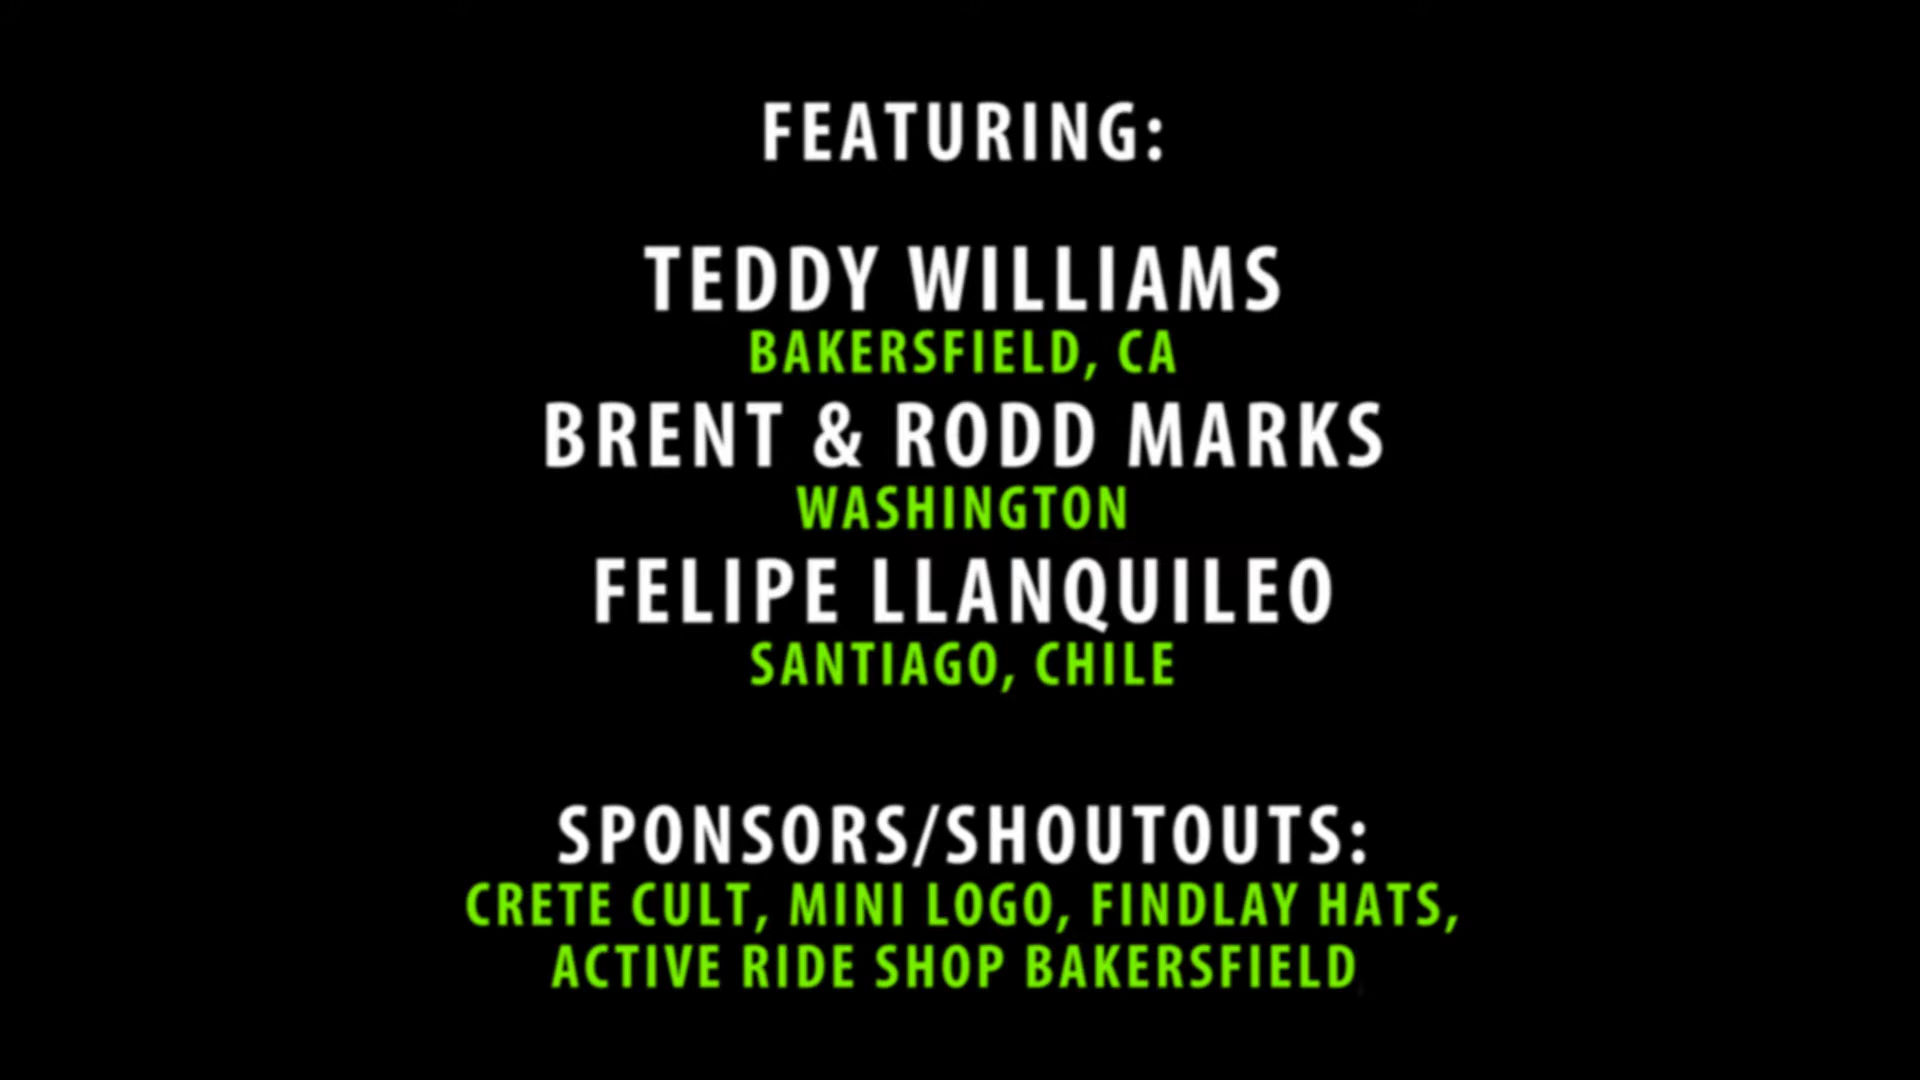 FEATURING:
TEDDY WILLIAMS
BAKERSFIELD, CA
BRENT & RODD MARKS
WASHINGTON
FELIPE LLANQUILEO
SANTIAGO, CHILE
SPONSORS/SHOUTOUTS:
CRETE CULT, MINI LOGO, FINDLAY HATS,
ACTIVE RIDE SHOP BAKERSFIELD